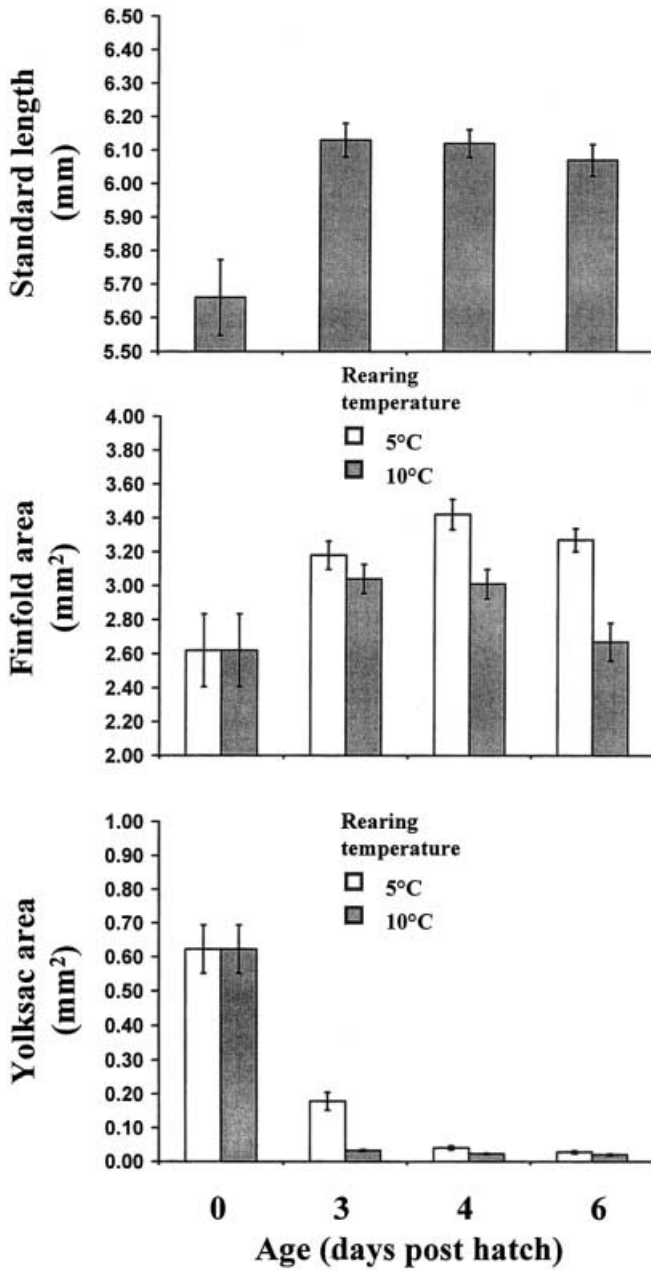 Standard length
(mm)
6.50
6.40
6.30
6.20
6.10
6.00
5.90
5.80
5.70
5.60
5.50
Rearing
temperature
5°C
10°C
Finfold area
(mm²)
4.00
3.80
3.60
3.40
3.20
3.00
2.80
2.60
2.40
2.20
2.00
Rearing
temperature
5°C
10°C
Yolksac area
(mm²)
1.00
0.90
0.80
0.70
0.60
0.50
0.40
0.30
0.20
0.10
0.00
0 3 4 6
Age (days post hatch)